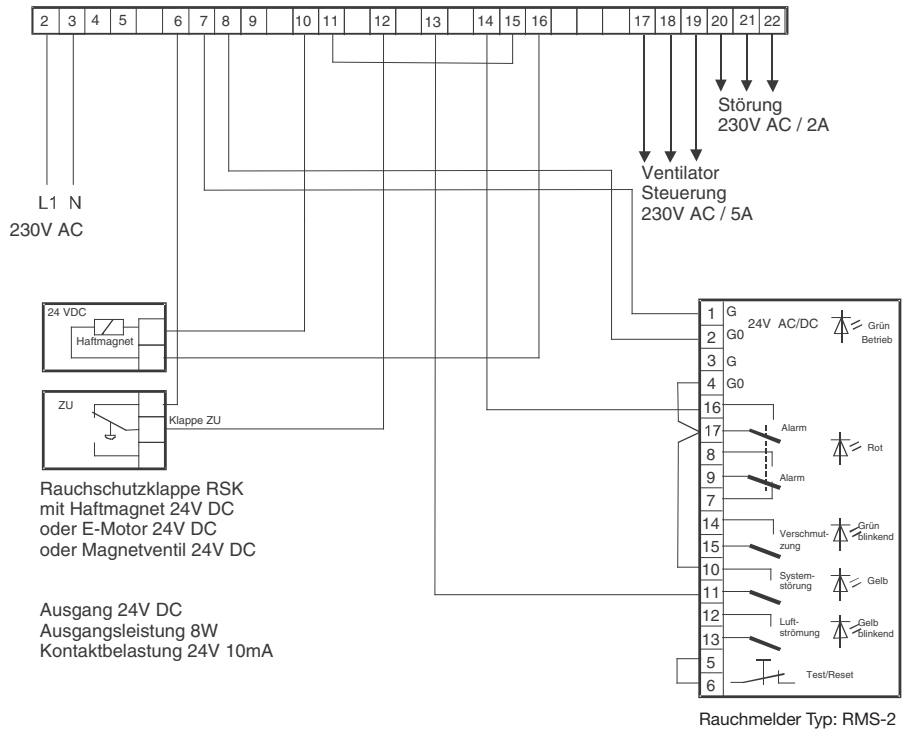 2 3 4 5 6 7 8 9 10 11 12 13 14 15 16 17 18 19 20 21 22
Störung
230V AC / 2A
Ventilator
Steuerung
230V AC / 5A
L1 N
230V AC
24 VDC
Haftmagnet
ZU
Klappe ZU
Rauchschutzklappe RSK
mit Haftmagnet 24V DC
oder E-Motor 24V DC
oder Magnetventil 24V DC
Ausgang 24V DC
Ausgangsleistung 8W
Kontaktbelastung 24V 10mA
1 G
24V AC/DC
Grün
Betrieb
2 G0
3 G
4 G0
16
17
Alarm
Rot
8
9
Alarm
7
14
Verschmut-
zung
Grün
blinkend
15
10
System-
störung
Gelb
11
12
Luft-
strömung
Gelb
blinkend
13
5
Test/Reset
6
Rauchmelder Typ: RMS-2